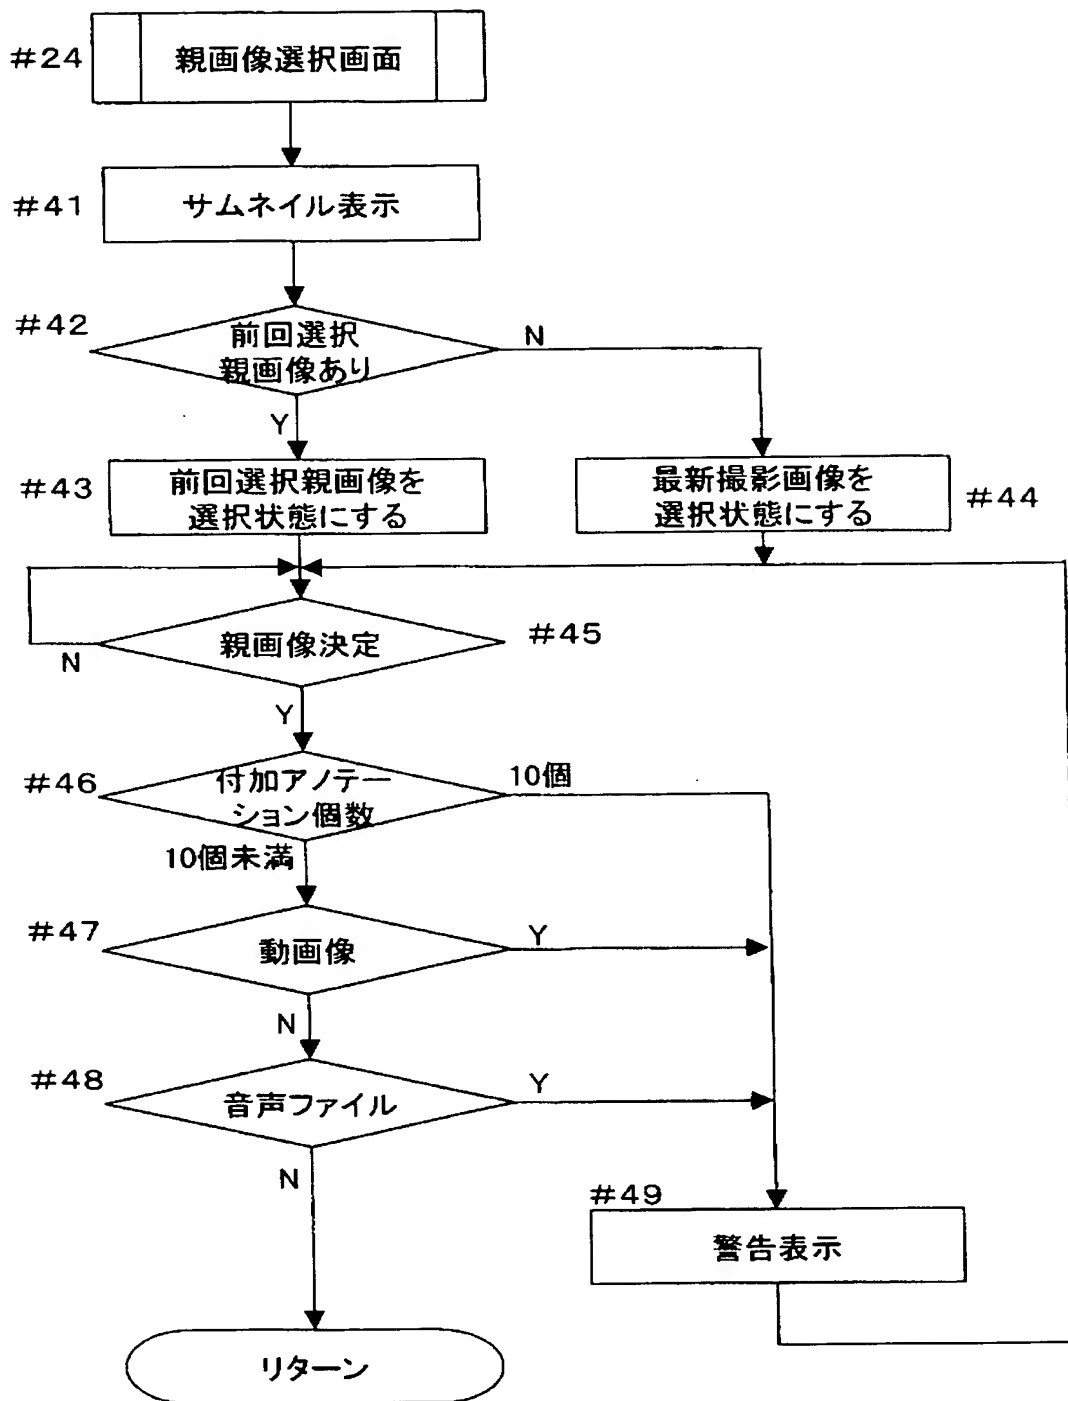 #24 親画像選択画面
#41 サムネイル表示
#42 前回選択
親画像あり
N
Y
#43 前回選択親画像を
選択状態にする
最新撮影画像を
選択状態にする
#44
親画像決定
#45
N
Y
#46 付加アノテー
ション個数
10個
10個未満
#47 動画像
Y
N
#48 音声ファイル
Y
N
#49
警告表示
リターン